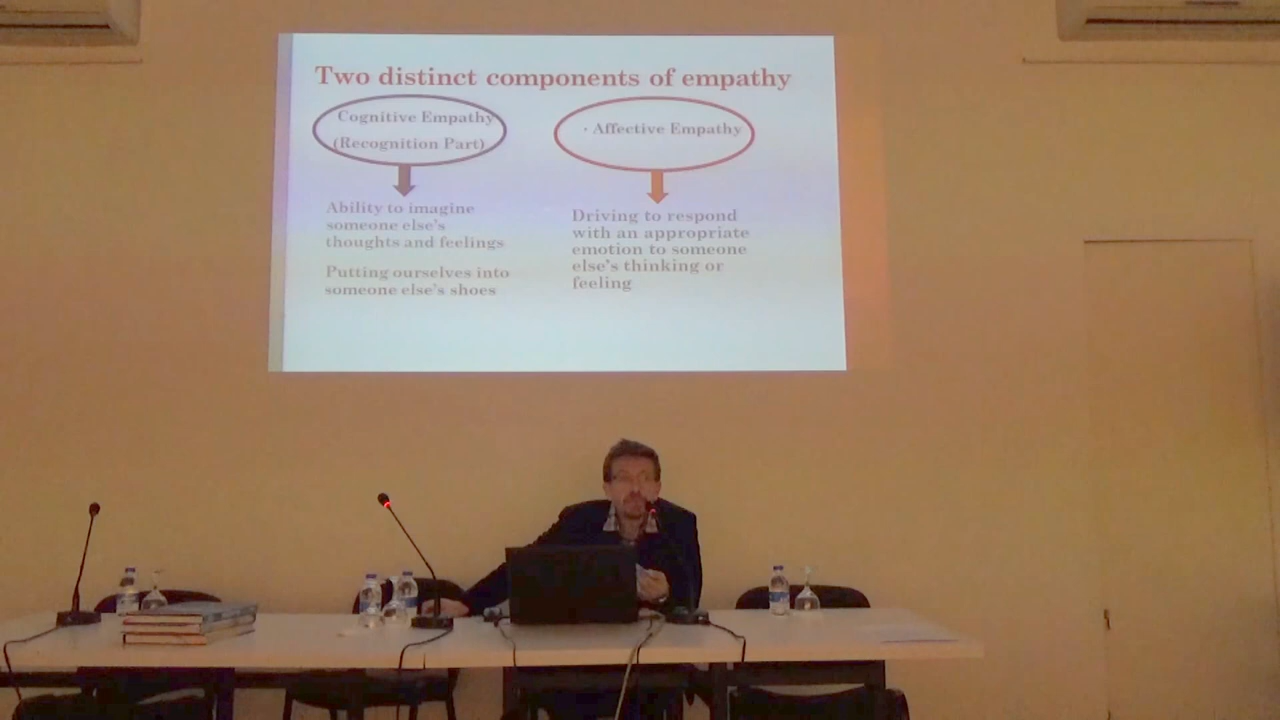 Two distinct components of empathy
Cognitive Empathy
(Recognition Part)
Ability to imagine
someone else's
thoughts and feelings
Putting ourselves into
someone else's shoes
· Affective Empathy
Driving to respond
with an appropriate
emotion to someone
else's thinking or
feeling